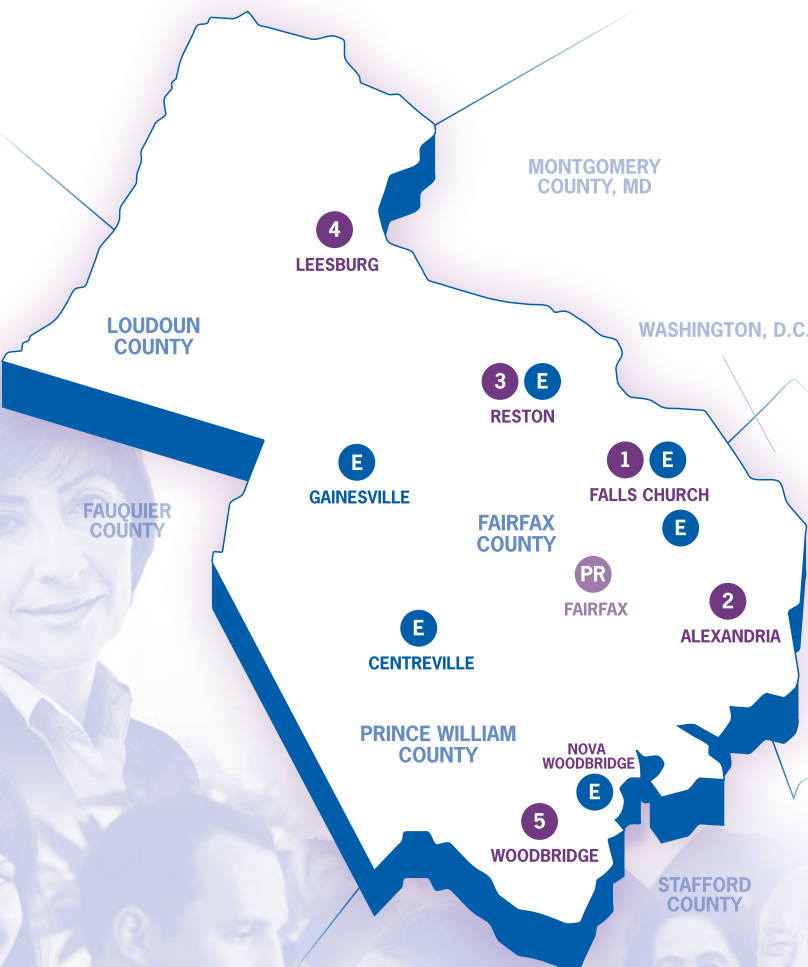 MONTGOMERY
COUNTY, MD
4
LEESBURG
LOUDOUN
COUNTY
WASHINGTON, D.C.
3 E
RESTON
E
GAINESVILLE
1 E
FALLS CHURCH
FAUQUIER
COUNTY
FAIRFAX
COUNTY
E
PR
FAIRFAX
2
ALEXANDRIA
E
CENTREVILLE
PRINCE WILLIAM
COUNTY
NOVA
WOODBRIDGE
E
5
WOODBRIDGE
STAFFORD
COUNTY